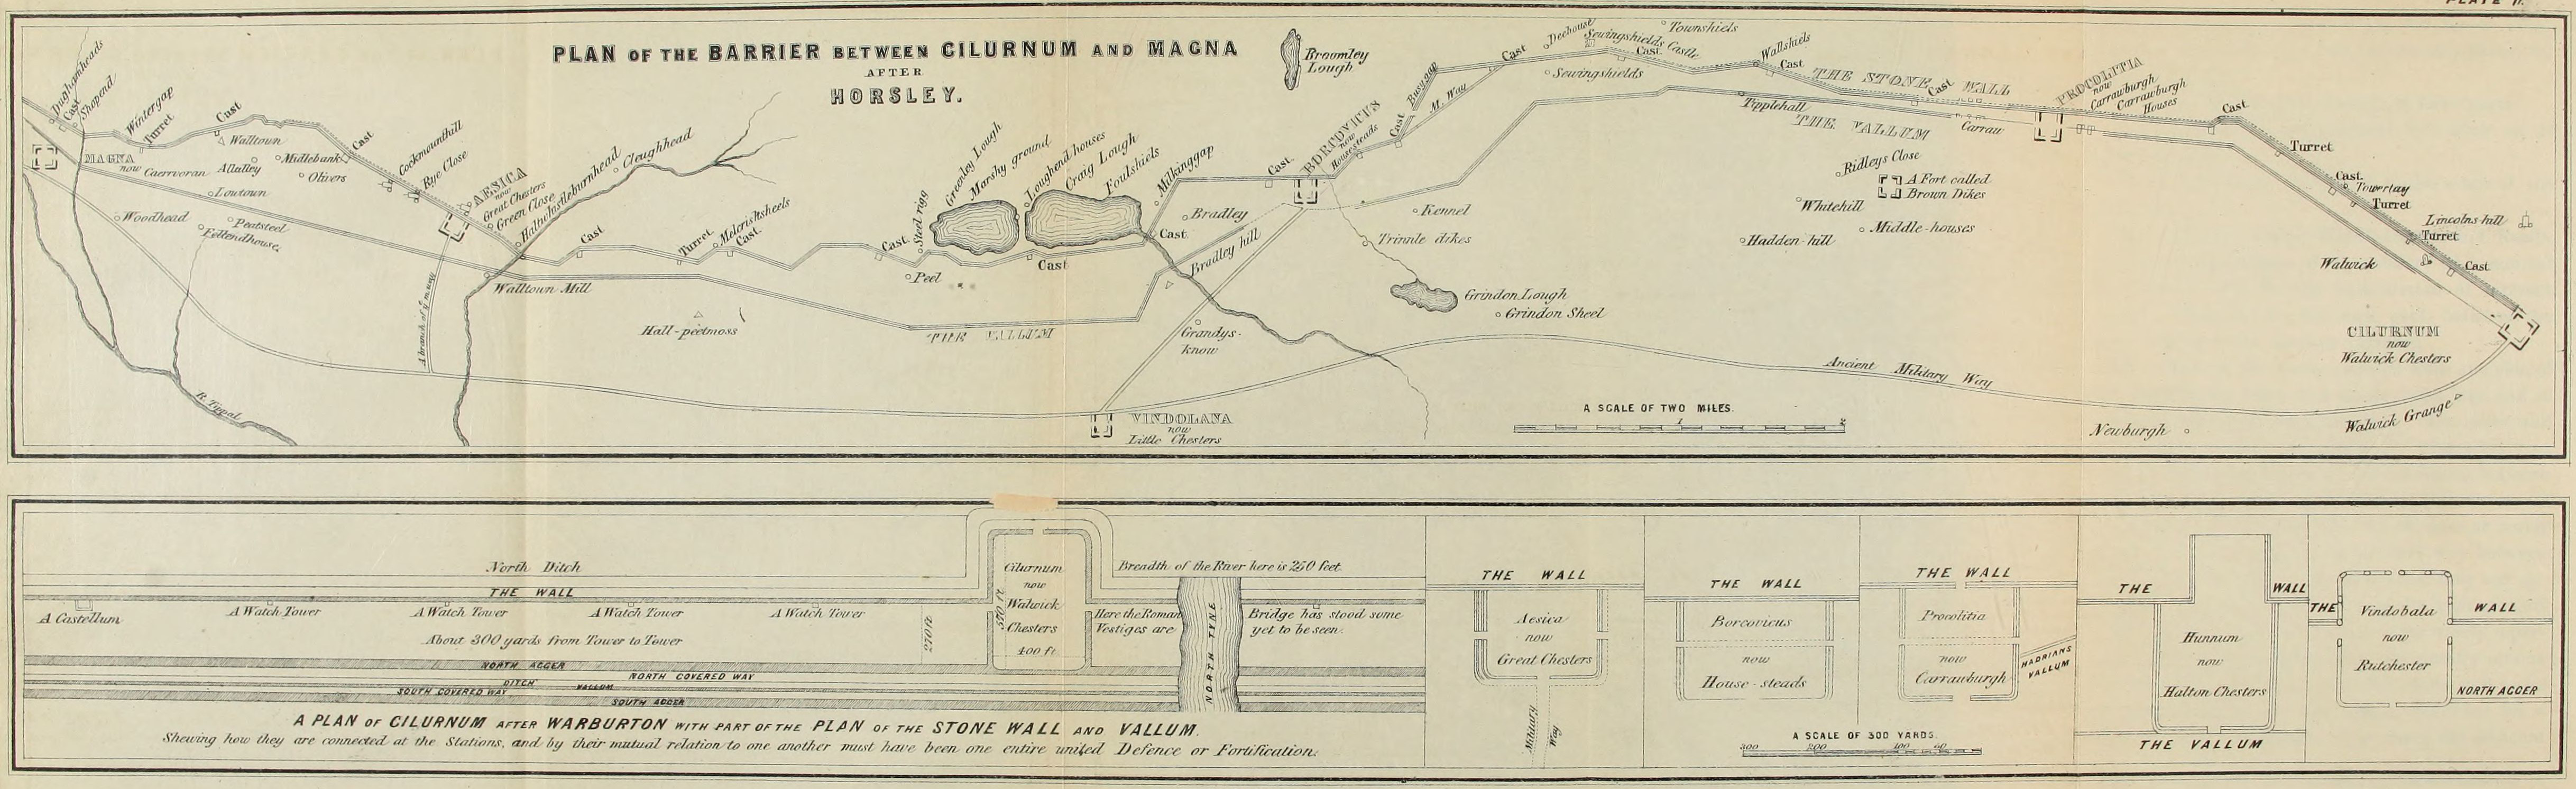 PLATE II.
PLAN OF THE BARRIER BETWEEN CILURNUM AND MAGNA
AFTER
HORSLEY.
Dughamheads
Cast
Shopend
Wintergap
Turret
Cast
Walltown
MAGNA
now Caervoran
Midlebank
Olivers
Lowtown
Woodhead
Peatsteel
Feltendhouse
Cast
Cockmounthill
Rye Close
AESICA
now
Great Chesters
Green Close
Cleughhead
Walltown Mill
A branch of ye m. way
R. Tippal
Cast
Turret
Melcrishsheels
Cast
Hall-peetmoss
Cast
Steel rigg
Peel
Greenley Lough
Marshy ground
Loughend houses
Craig Lough
Foulshiels
Cast
Milkinggap
Cast
Bradley
Bradley hill
THE VALLUM
Grandys-
know
VINDOLANA
now
Little Chesters
Cast
BORCOVICUS
now
Housesteads
Cast
Busygap
M. Way
Broomley
Lough
Kennel
Trinnle dikes
Grindon Lough
Grindon Sheel
Cast
Dechouse
Sewingshields Castle
Cast
Sewingshields
Townshiels
Wallshiels
Cast
THE STONE WALL
Cast
Tipplehall
THE VALLUM
Carraw
PROCOLITIA
now
Carrawburgh
Carrawburgh
Houses
Cast
Ridleys Close
A Fort called
Brown Dikes
Whitehill
Middle-houses
Hadden-hill
Turret
Cast
Towertay
Turret
Lincolns-hill
Turret
Walwick
Cast
CILURNUM
now
Walwick Chesters
Ancient Military Way
Walwick Grange
Newburgh
A SCALE OF TWO MILES.
1
2
North Ditch
THE WALL
A Castellum
A Watch Tower
A Watch Tower
A Watch Tower
A Watch Tower
About 300 yards from Tower to Tower
270 ft
570 ft
Cilurnum
now
Walwick
Chesters
400 ft
Breadth of the River here is 250 feet.
Here the Roman
Vestiges are
NORTH TYNE
Bridge has stood some
yet to be seen.
NORTH AGGER
NORTH COVERED WAY
DITCH
VALLUM
SOUTH COVERED WAY
SOUTH AGGER
A PLAN OF CILURNUM AFTER WARBURTON WITH PART OF THE PLAN OF THE STONE WALL AND VALLUM.
Shewing how they are connected at the Stations, and by their mutual relation to one another must have been one entire united Defence or Fortification.
THE WALL
Aesica
now
Great Chesters
Military Way
THE WALL
Borcovicus
now
House-steads
THE WALL
Procolitia
now
Carrawburgh
HADRIANS
VALLUM
A SCALE OF 300 YARDS.
300 200 100 60
THE WALL
Hunnum
now
Halton Chesters
THE VALLUM
THE WALL
Vindobala
now
Rutchester
NORTH AGGER